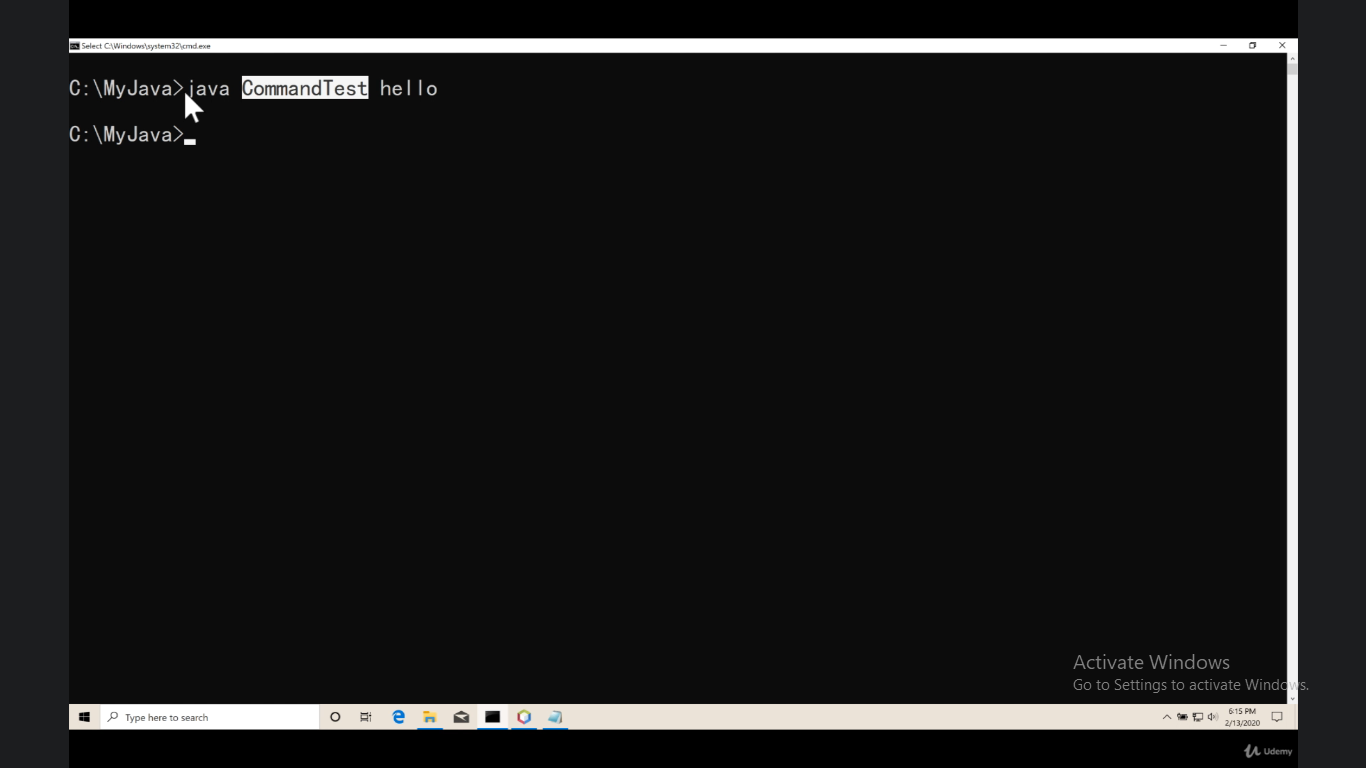 Select C:\Windows\system32\cmd.exe
C:\MyJava>java CommandTest hello
C:\MyJava>
Activate Windows
Go to Settings to activate Windows.
Type here to search
6:15 PM
2/13/2020
Udemy